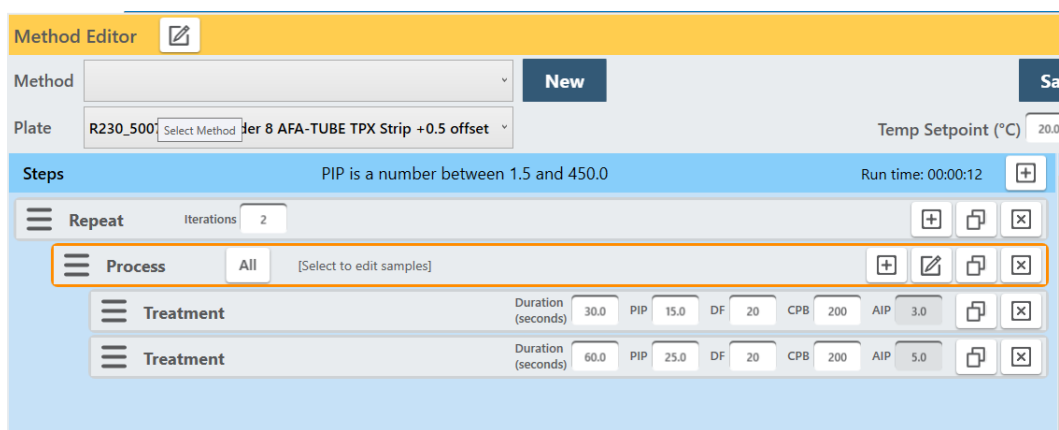 Method Editor
Method New Sa
Plate R230_5007 Select Method der 8 AFA-TUBE TPX Strip +0.5 offset Temp Setpoint (°C) 20.0
Steps PIP is a number between 1.5 and 450.0 Run time: 00:00:12
Repeat Iterations 2
Process All [Select to edit samples]
Treatment Duration (seconds) 30.0 PIP 15.0 DF 20 CPB 200 AIP 3.0
Treatment Duration (seconds) 60.0 PIP 25.0 DF 20 CPB 200 AIP 5.0